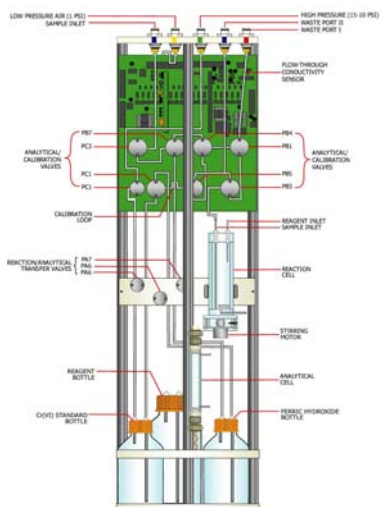 LOW PRESSURE AIR (1 PSI)
SAMPLE INLET
HIGH PRESSURE (15-10 PSI)
WASTE PORT II
WASTE PORT I
FLOW-THROUGH
CONDUCTIVITY
SENSOR
ANALYTICAL/
CALIBRATION
VALVES
PB7
PC3
PC1
PC1
PB4
PB1
PB5
PB3
ANALYTICAL/
CALIBRATION
VALVES
CALIBRATION
LOOP
REAGENT INLET
SAMPLE INLET
REACTION/ANALYTICAL
TRANSFER VALVES
PA7
PA6
PA6
REACTION
CELL
STIRRING
MOTOR
REAGENT
BOTTLE
ANALYTICAL
CELL
Cr(VI) STANDARD
BOTTLE
FERRIC HYDROXIDE
BOTTLE